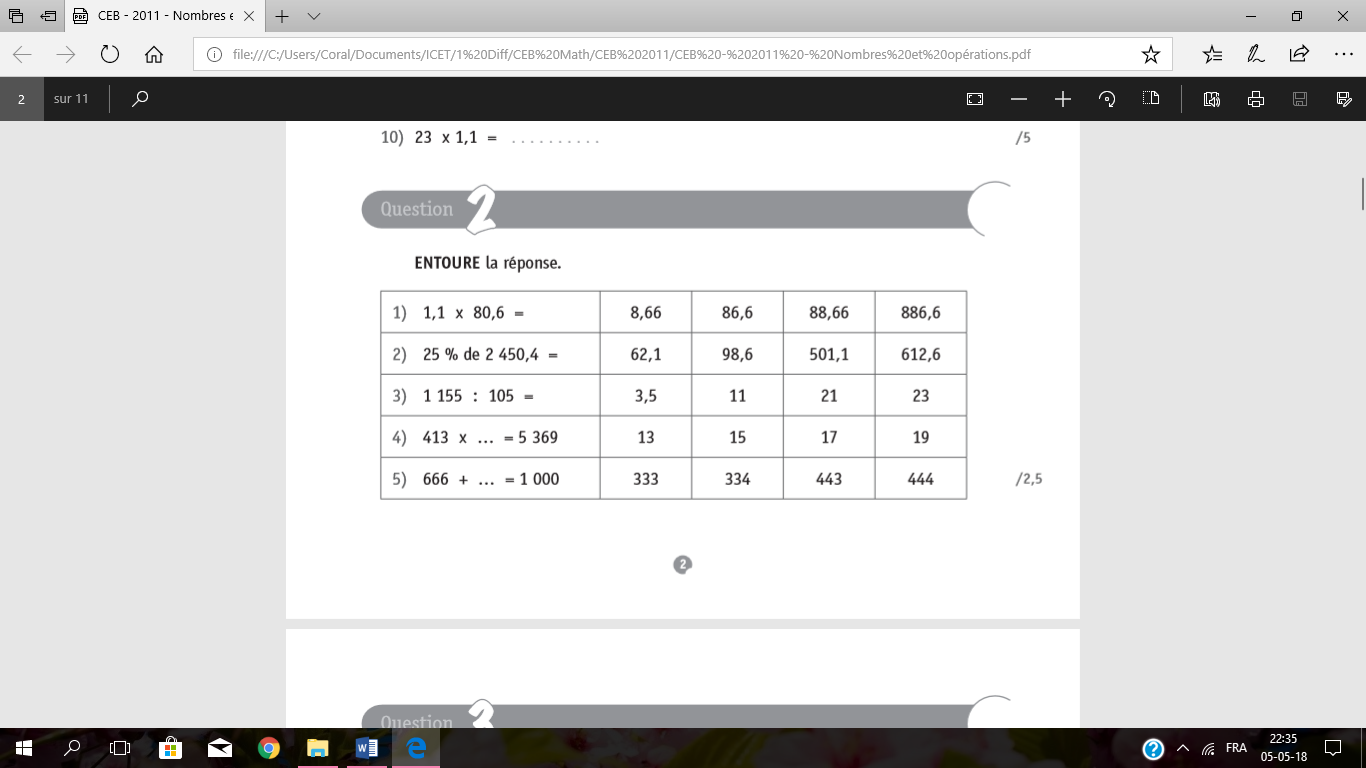 CEB - 2011 - Nombres e
file:///C:/Users/Coral/Documents/ICET/1%20Diff/CEB%20Math/CEB%202011/CEB%20-%202011%20-%20Nombres%20et%20opérations.pdf
2 sur 11
10) 23 x 1,1 = . . . . . . . . . . /5
Question 2
ENTOURE la réponse.
1) 1,1 x 80,6 = 8,66 86,6 88,66 886,6
2) 25 % de 2 450,4 = 62,1 98,6 501,1 612,6
3) 1 155 : 105 = 3,5 11 21 23
4) 413 x ... = 5 369 13 15 17 19
5) 666 + ... = 1 000 333 334 443 444 /2,5
2
Question 3
FRA 22:35
05-05-18